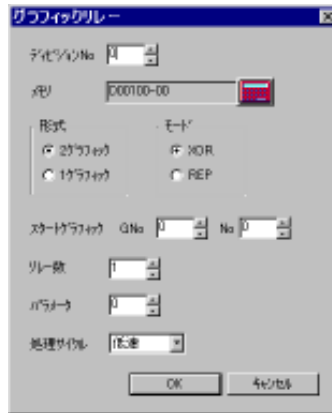 グラフィックリレー
ﾃﾞｨﾋﾞｼﾞｮﾝNo 0
ﾒﾓﾘ D00100-00
形式 ﾓｰﾄﾞ
2ｸﾞﾗﾌｨｯｸ XOR
1ｸﾞﾗﾌｨｯｸ REP
ｽﾀｰﾄｸﾞﾗﾌｨｯｸ GNo 0 No 0
ﾘﾚｰ数 1
ﾊﾟﾗﾒｰﾀ 0
処理ｻｲｸﾙ 低速
OK ｷｬﾝｾﾙ